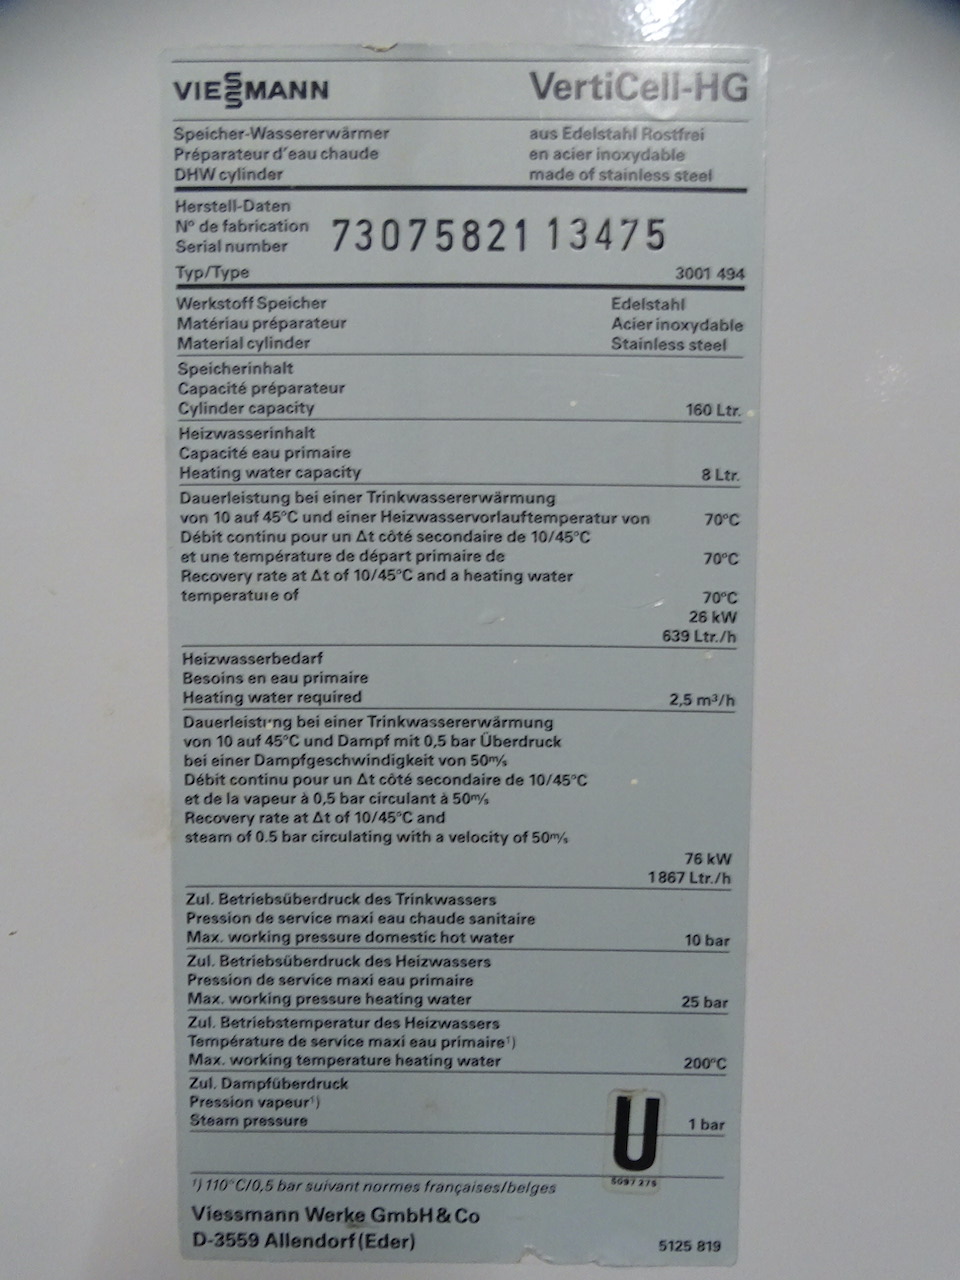 VIESSMANN VertiCell-HG
Speicher-Wassererwärmer aus Edelstahl Rostfrei
Préparateur d'eau chaude en acier inoxydable
DHW cylinder made of stainless steel
Herstell-Daten
Nº de fabrication 73075821 13475
Serial number
Typ/Type 3001 494
Werkstoff Speicher Edelstahl
Matériau préparateur Acier inoxydable
Material cylinder Stainless steel
Speicherinhalt
Capacité préparateur
Cylinder capacity 160 Ltr.
Heizwasserinhalt
Capacité eau primaire
Heating water capacity 8 Ltr.
Dauerleistung bei einer Trinkwassererwärmung
von 10 auf 45°C und einer Heizwasservorlauftemperatur von 70°C
Débit continu pour un Δt côté secondaire de 10/45°C
et une température de départ primaire de 70°C
Recovery rate at Δt of 10/45°C and a heating water
temperature of 70°C
26 kW
639 Ltr./h
Heizwasserbedarf
Besoins en eau primaire
Heating water required 2,5 m³/h
Dauerleistung bei einer Trinkwassererwärmung
von 10 auf 45°C und Dampf mit 0,5 bar Überdruck
bei einer Dampfgeschwindigkeit von 50m/s
Débit continu pour un Δt côté secondaire de 10/45°C
et de la vapeur à 0,5 bar circulant à 50m/s
Recovery rate at Δt of 10/45°C and
steam of 0.5 bar circulating with a velocity of 50m/s
76 kW
1867 Ltr./h
Zul. Betriebsüberdruck des Trinkwassers
Pression de service maxi eau chaude sanitaire
Max. working pressure domestic hot water 10 bar
Zul. Betriebsüberdruck des Heizwassers
Pression de service maxi eau primaire
Max. working pressure heating water 25 bar
Zul. Betriebstemperatur des Heizwassers
Température de service maxi eau primaire¹)
Max. working temperature heating water 200°C
Zul. Dampfüberdruck
Pression vapeur¹)
Steam pressure 1 bar
U
5097 275
¹) 110°C/0,5 bar suivant normes françaises/belges
Viessmann Werke GmbH & Co
D-3559 Allendorf (Eder) 5125 819